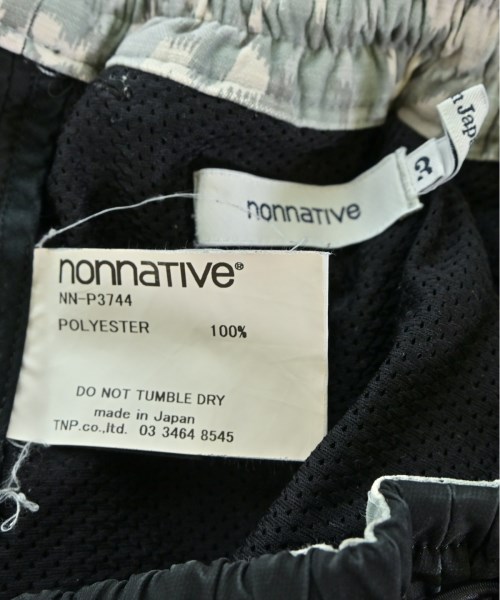 nonnative
nonnative®
NN-P3744
POLYESTER 100%
DO NOT TUMBLE DRY
made in Japan
TNP.co.,ltd. 03 3464 8545